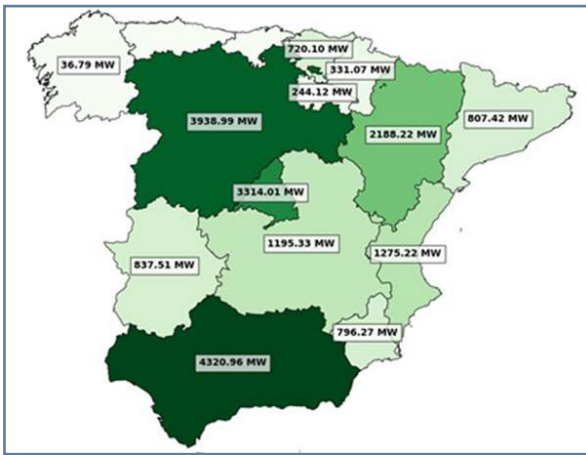 720.10 MW
36.79 MW
331.07 MW
244.12 MW
3938.99 MW
807.42 MW
2188.22 MW
3314.01 MW
1195.33 MW
1275.22 MW
837.51 MW
796.27 MW
4320.96 MW